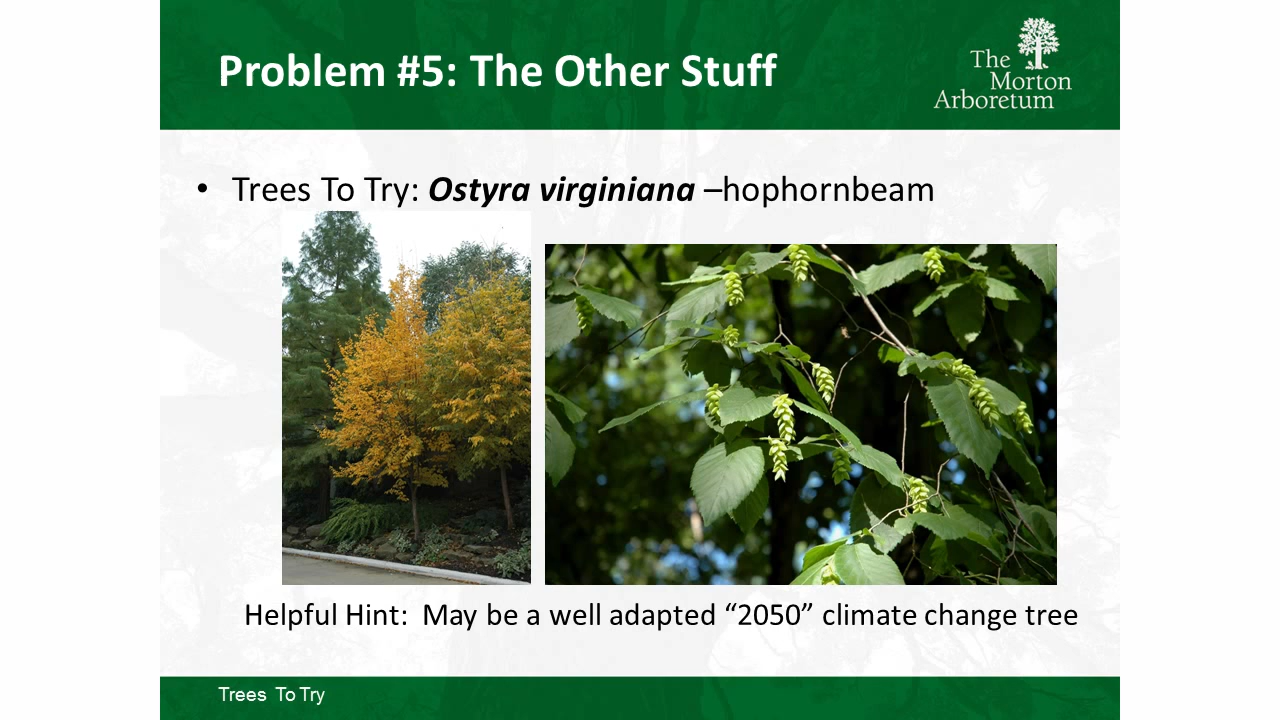 Problem #5: The Other Stuff
The
Morton
Arboretum
• Trees To Try: Ostyra virginiana –hophornbeam
Helpful Hint:  May be a well adapted “2050” climate change tree
Trees  To Try